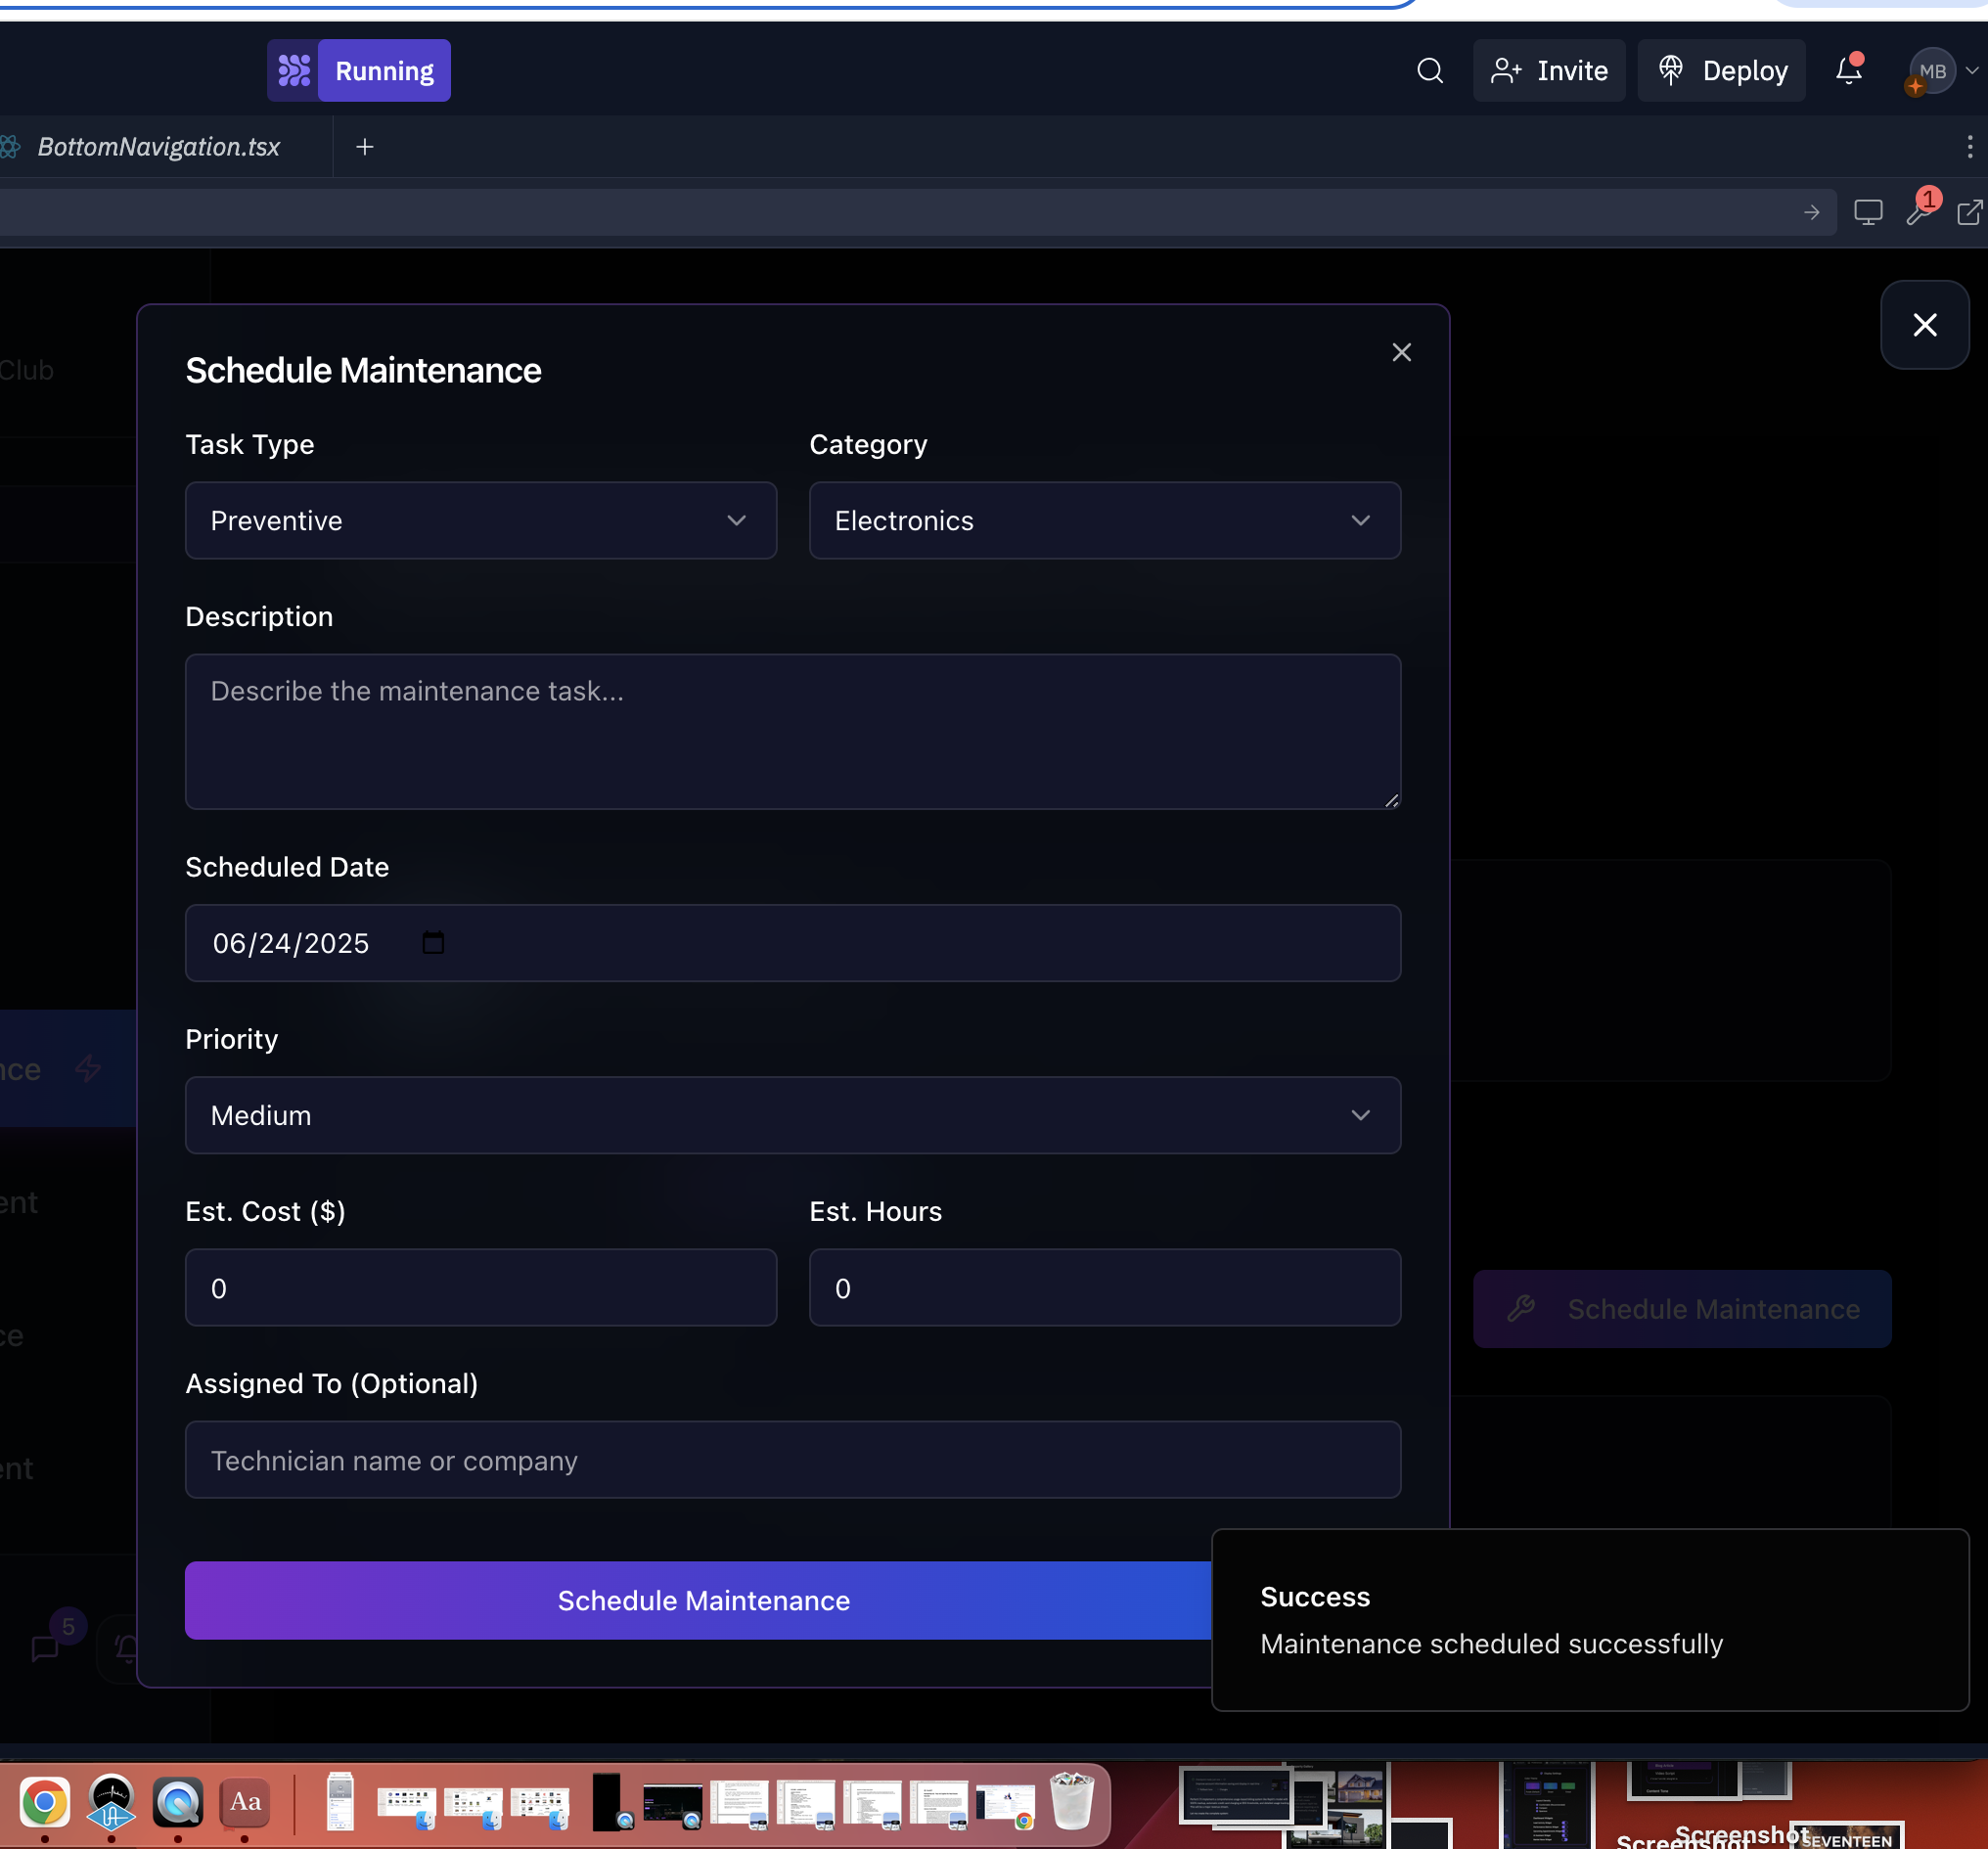 Running
Invite
Deploy
MB
BottomNavigation.tsx
1
Club
Schedule Maintenance
Task Type
Category
Preventive
Electronics
Description
Describe the maintenance task...
Scheduled Date
06/24/2025
Priority
nce
Medium
ent
Est. Cost ($)
Est. Hours
0
0
Schedule Maintenance
ce
Assigned To (Optional)
Technician name or company
ent
Schedule Maintenance
Success
Maintenance scheduled successfully
5
Aa
Screenshot
Screenshot
SEVENTEEN